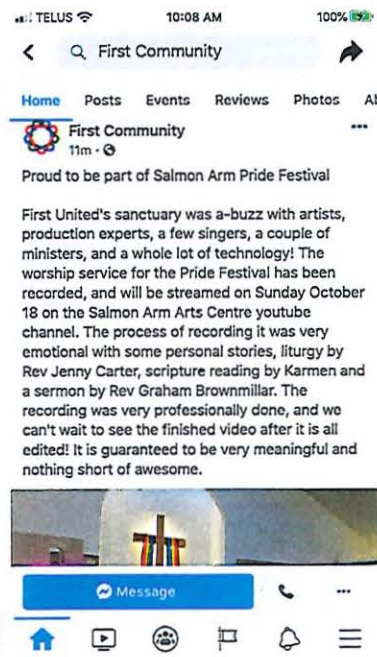 TELUS 10:08 AM 100%
First Community
Home Posts Events Reviews Photos Al
First Community
11m
Proud to be part of Salmon Arm Pride Festival
First United's sanctuary was a-buzz with artists,
production experts, a few singers, a couple of
ministers, and a whole lot of technology! The
worship service for the Pride Festival has been
recorded, and will be streamed on Sunday October
18 on the Salmon Arm Arts Centre youtube
channel. The process of recording it was very
emotional with some personal stories, liturgy by
Rev Jenny Carter, scripture reading by Karmen and
a sermon by Rev Graham Brownmillar. The
recording was very professionally done, and we
can't wait to see the finished video after it is all
edited! It is guaranteed to be very meaningful and
nothing short of awesome.
Message